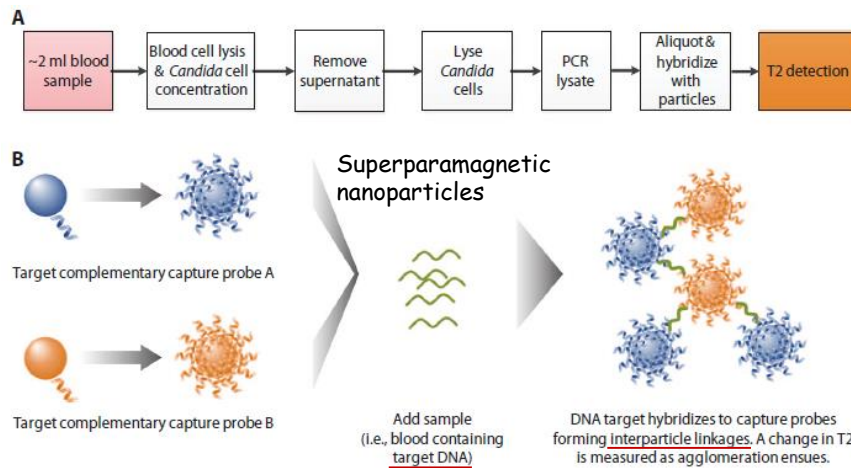 A
~2 ml blood
sample
Blood cell lysis
& Candida cell
concentration
Remove
supernatant
Lyse
Candida
cells
PCR
lysate
Aliquot &
hybridize
with
particles
T2 detection
B
Superparamagnetic
nanoparticles
Target complementary capture probe A
Target complementary capture probe B
Add sample
(i.e., blood containing
target DNA)
DNA target hybridizes to capture probes
forming interparticle linkages. A change in T2
is measured as agglomeration ensues.